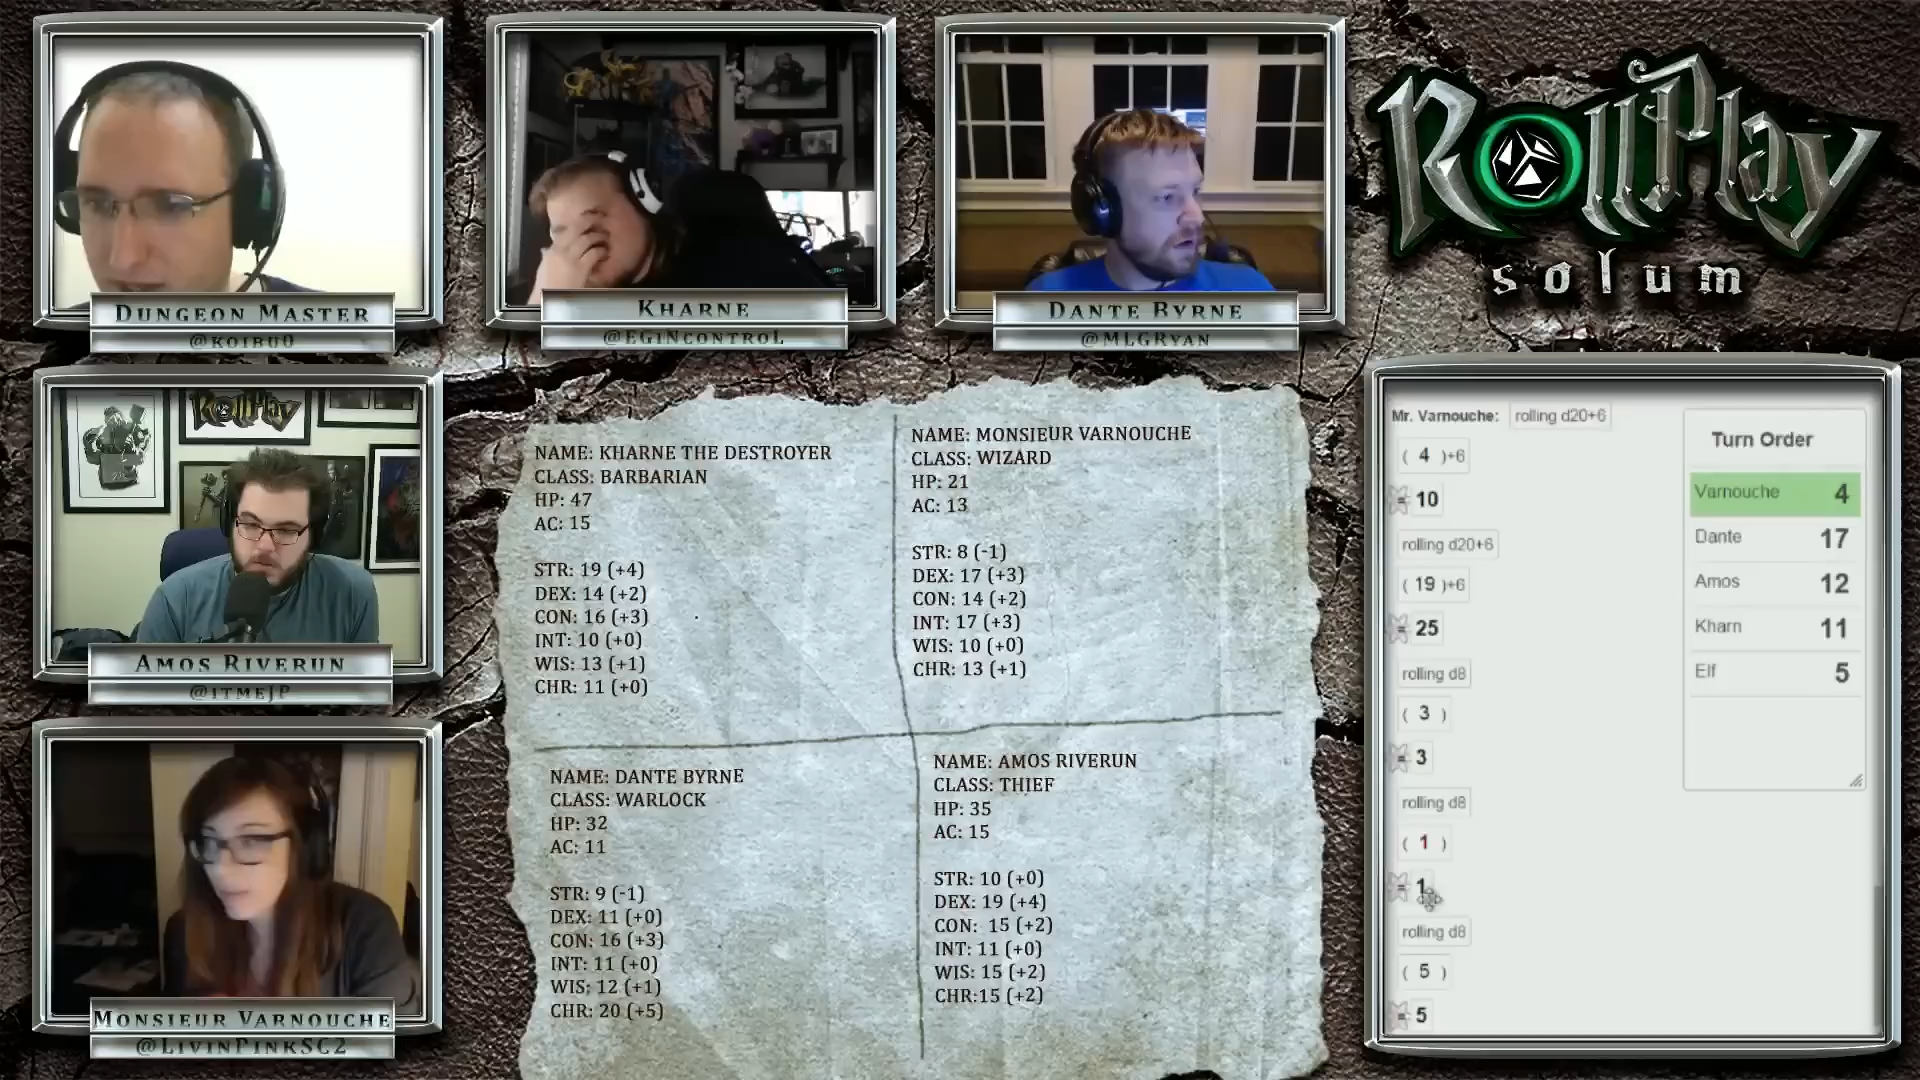 DUNGEON MASTER
@KOIBU0
KHARNE
@EGINCONTROL
DANTE BYRNE
@MLGRYAN
ROLLPLAY
solum
ROLLPLAY
AMOS RIVERUN
@ITMEJP
MONSIEUR VARNOUCHE
@LIVINPINKSC2
NAME: KHARNE THE DESTROYER
CLASS: BARBARIAN
HP: 47
AC: 15
STR: 19 (+4)
DEX: 14 (+2)
CON: 16 (+3)
INT: 10 (+0)
WIS: 13 (+1)
CHR: 11 (+0)
NAME: MONSIEUR VARNOUCHE
CLASS: WIZARD
HP: 21
AC: 13
STR: 8 (-1)
DEX: 17 (+3)
CON: 14 (+2)
INT: 17 (+3)
WIS: 10 (+0)
CHR: 13 (+1)
NAME: DANTE BYRNE
CLASS: WARLOCK
HP: 32
AC: 11
STR: 9 (-1)
DEX: 11 (+0)
CON: 16 (+3)
INT: 11 (+0)
WIS: 12 (+1)
CHR: 20 (+5)
NAME: AMOS RIVERUN
CLASS: THIEF
HP: 35
AC: 15
STR: 10 (+0)
DEX: 19 (+4)
CON: 15 (+2)
INT: 11 (+0)
WIS: 15 (+2)
CHR:15 (+2)
Mr. Varnouche: rolling d20+6
( 4 )+6
= 10
rolling d20+6
( 19 )+6
= 25
rolling d8
( 3 )
= 3
rolling d8
( 1 )
= 1
rolling d8
( 5 )
= 5
Turn Order
Varnouche 4
Dante 17
Amos 12
Kharn 11
Elf 5